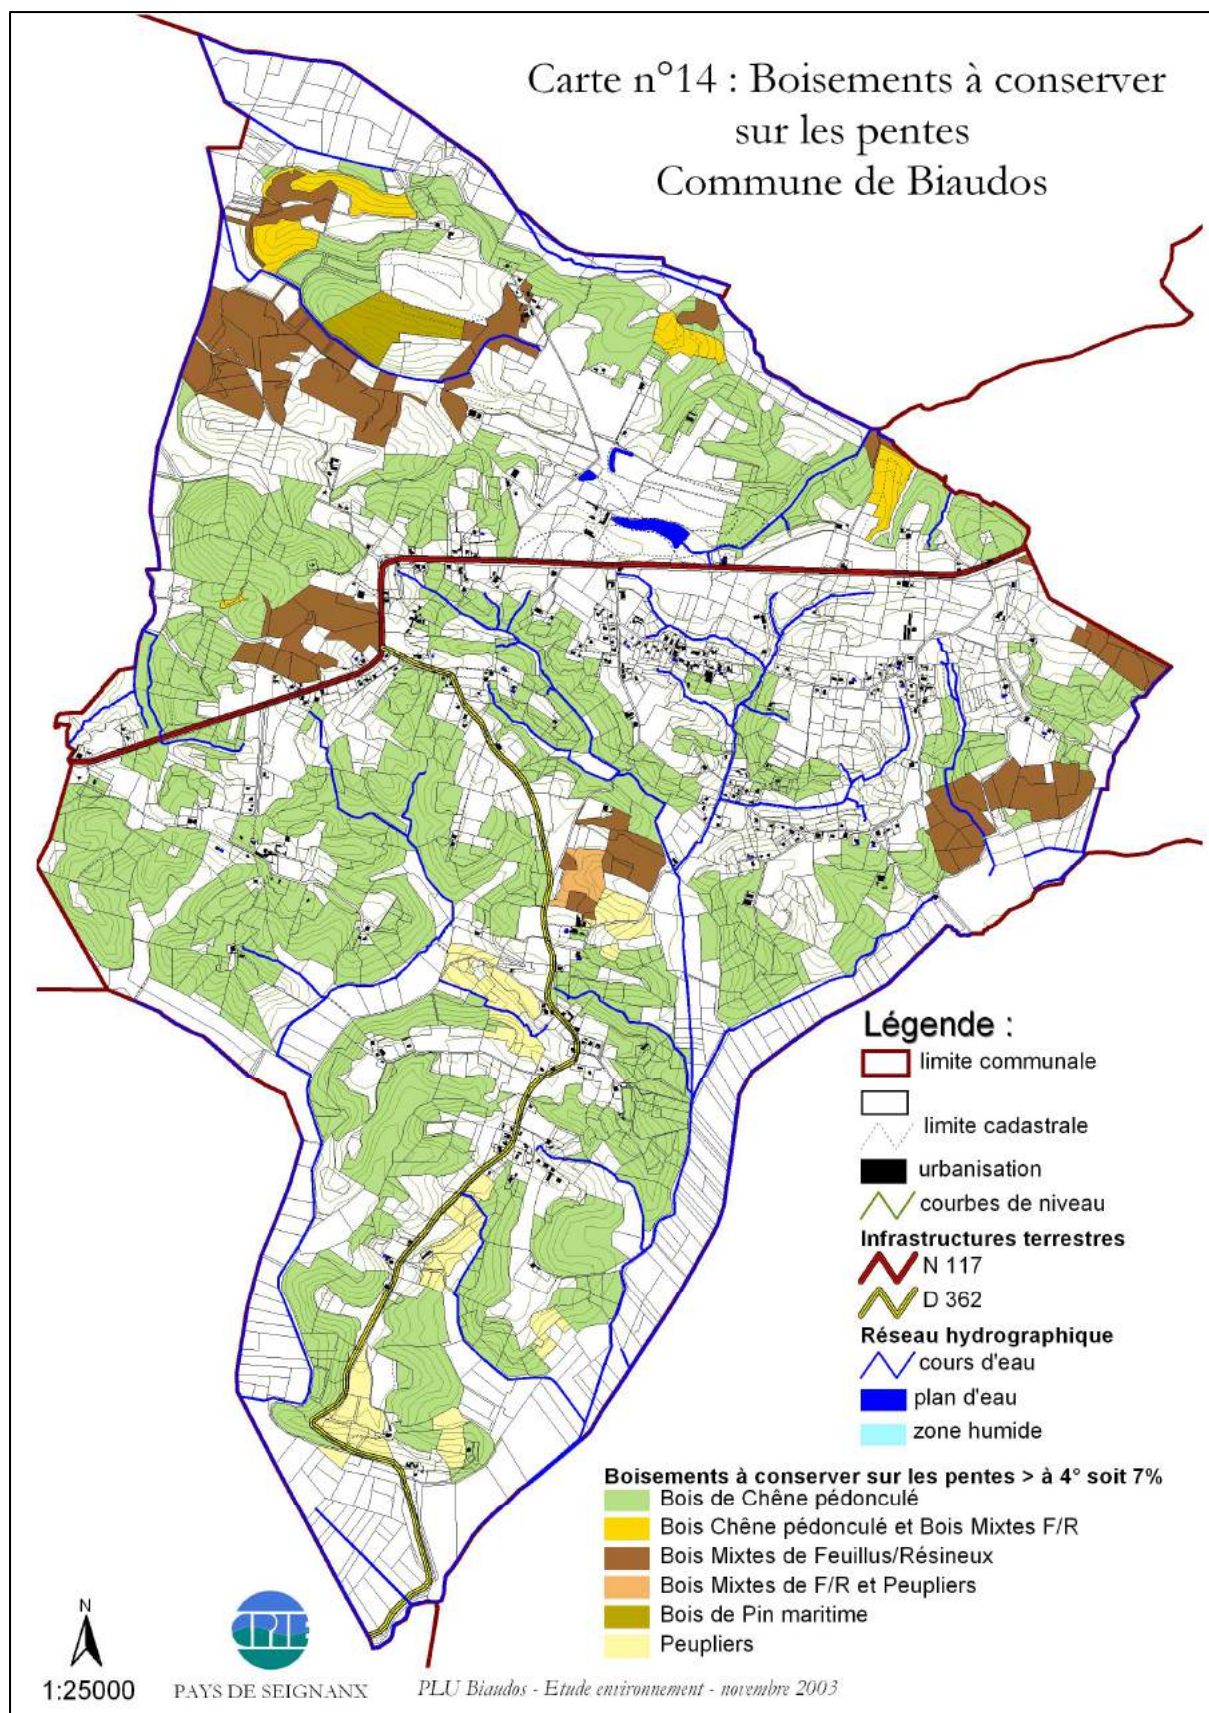 Carte n°14 : Boisements à conserver
sur les pentes
Commune de Biaudos
Légende :
limite communale
limite cadastrale
urbanisation
courbes de niveau
Infrastructures terrestres
N 117
D 362
Réseau hydrographique
cours d'eau
plan d'eau
zone humide
Boisements à conserver sur les pentes > à 4° soit 7%
Bois de Chêne pédonculé
Bois Chêne pédonculé et Bois Mixtes F/R
Bois Mixtes de Feuillus/Résineux
Bois Mixtes de F/R et Peupliers
Bois de Pin maritime
Peupliers
N
1:25000
CPIE
PAYS DE SEIGNANX
PLU Biaudos - Etude environnement - novembre 2003